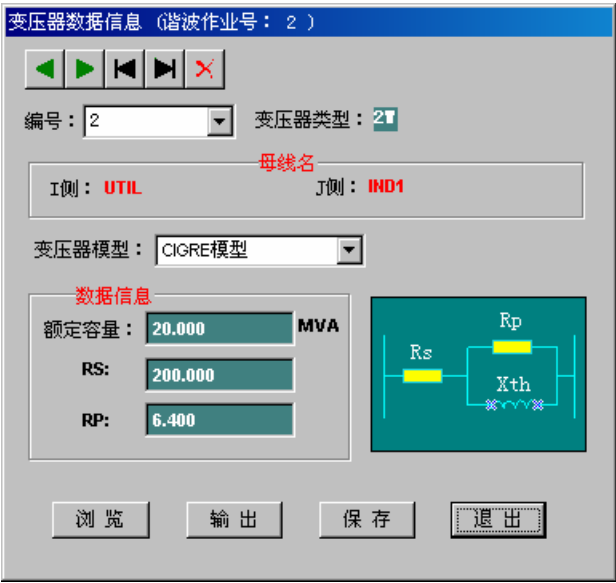 变压器数据信息（谐波作业号： 2 ）
编号： 2 变压器类型： 2T
母线名
I侧： UTIL J侧： IND1
变压器模型： CIGRE模型
数据信息
额定容量： 20.000 MVA
RS: 200.000
RP: 6.400
Rp
Rs
Xth
浏 览 输 出 保 存 退 出